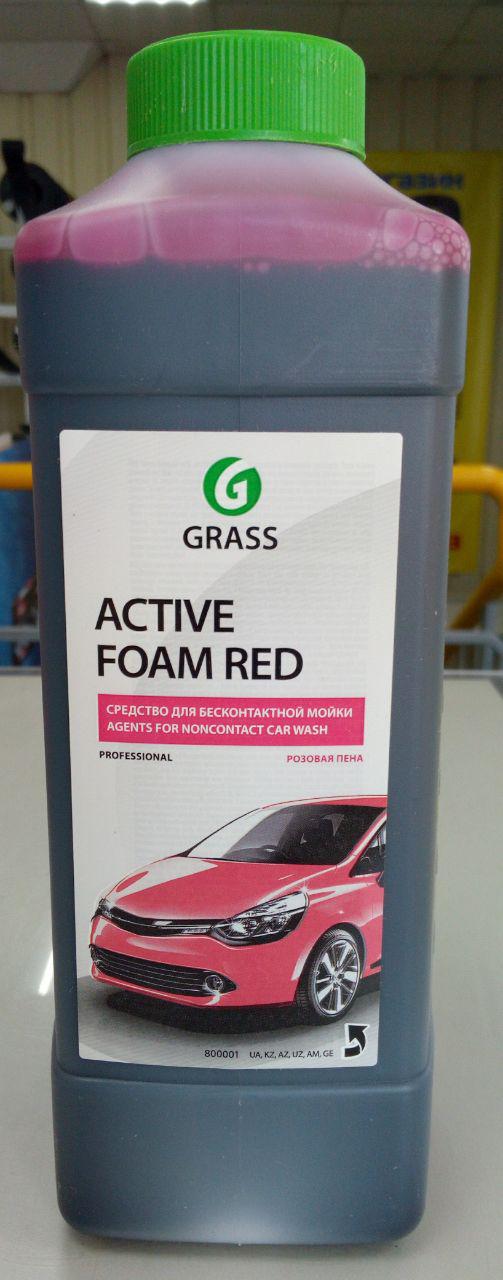 GRASS
ACTIVE
FOAM RED
СРЕДСТВО ДЛЯ БЕСКОНТАКТНОЙ МОЙКИ
AGENTS FOR NONCONTACT CAR WASH
PROFESSIONAL РОЗОВАЯ ПЕНА
800001 UA, KZ, AZ, UZ, AM, GE